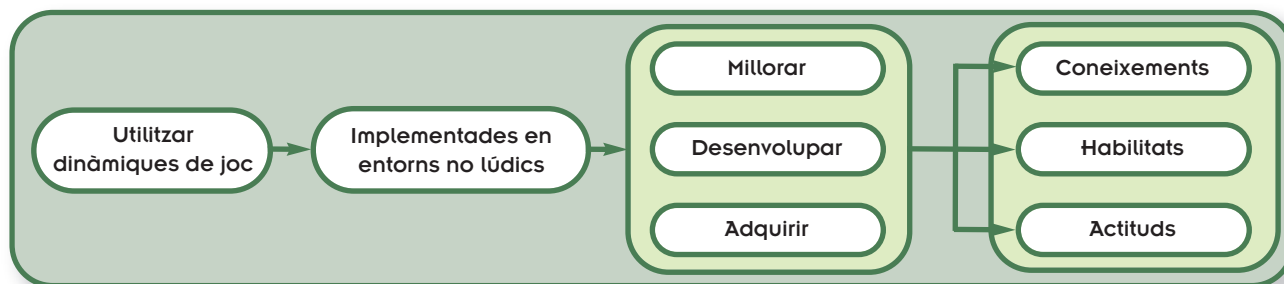 Utilitzar
dinàmiques de joc
Implementades en
entorns no lúdics
Millorar
Desenvolupar
Adquirir
Coneixements
Habilitats
Actituds